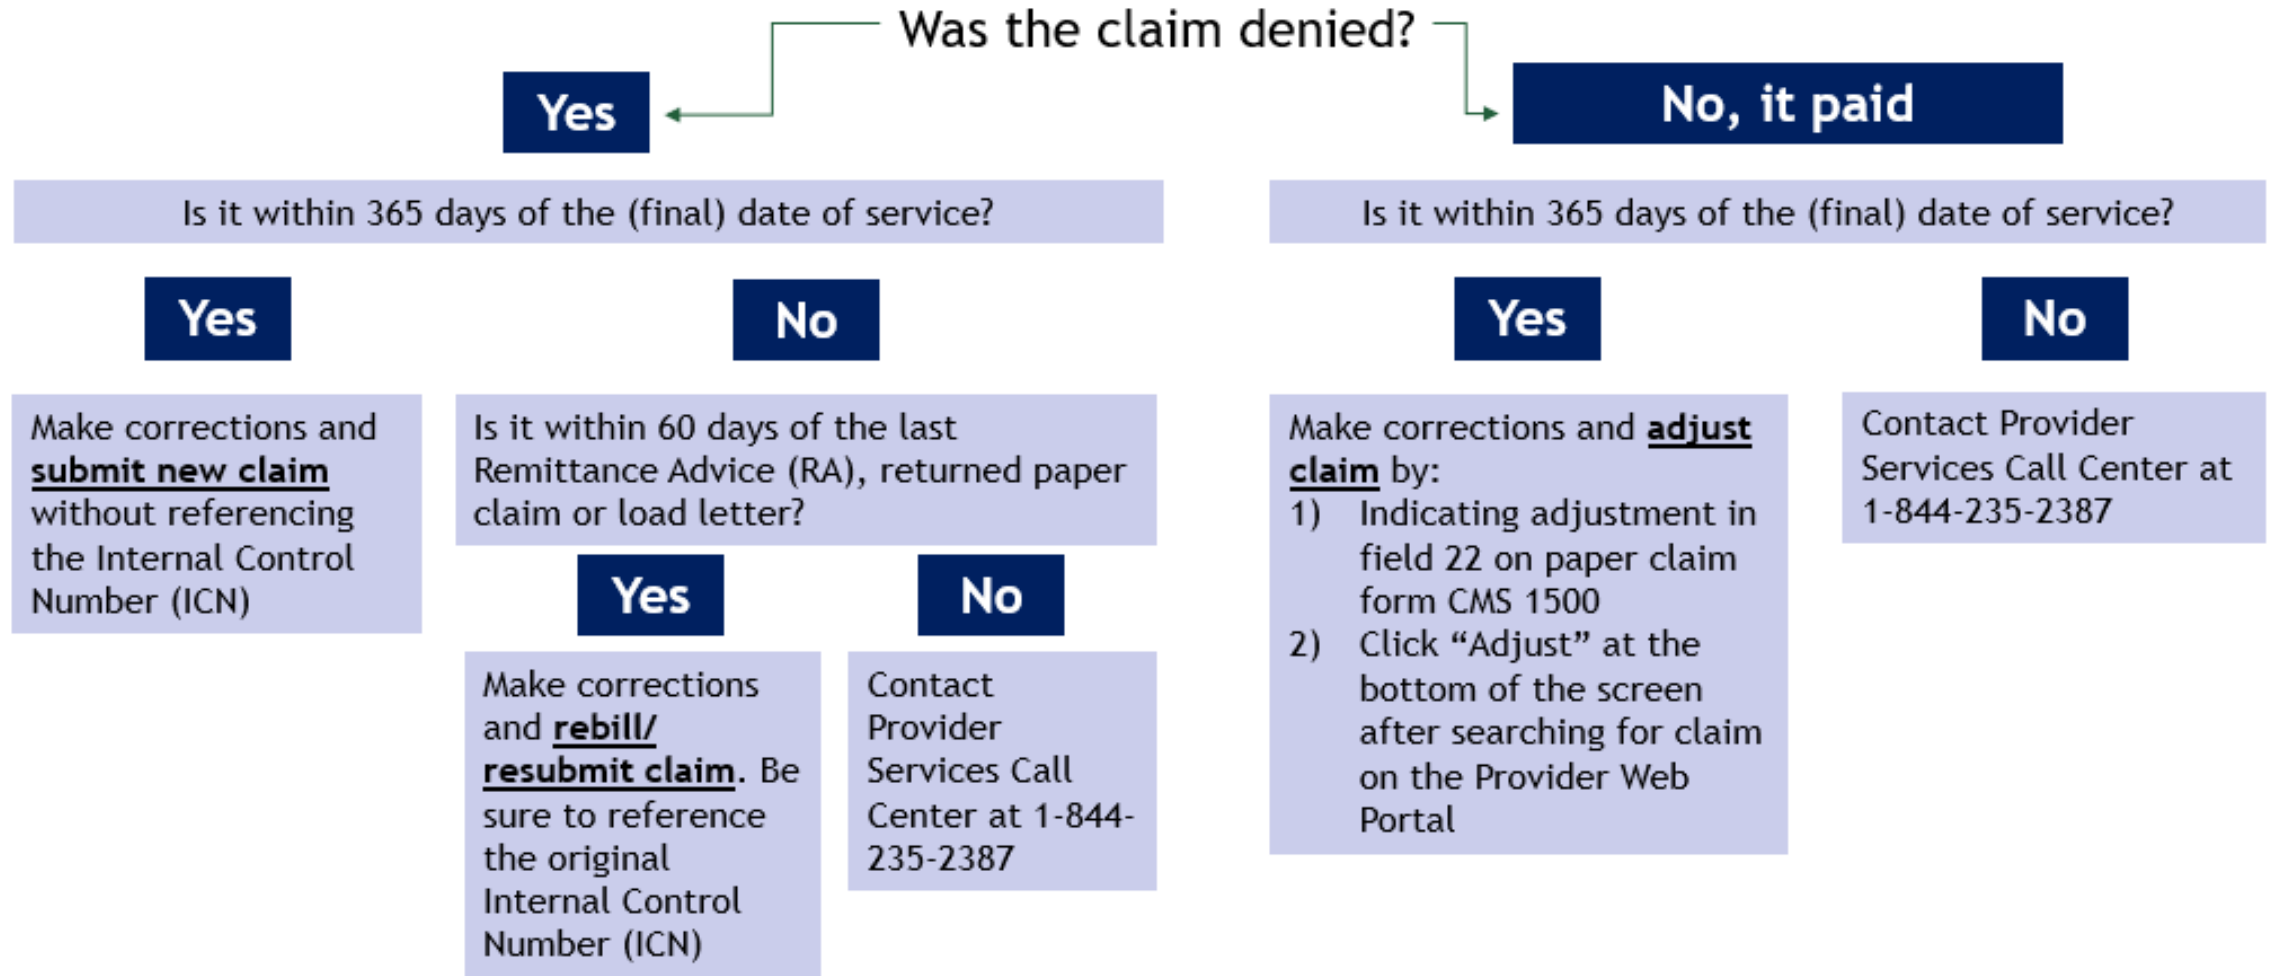 Was the claim denied?
Yes
No, it paid
Is it within 365 days of the (final) date of service?
Is it within 365 days of the (final) date of service?
Yes
No
Yes
No
Make corrections and
submit new claim
without referencing
the Internal Control
Number (ICN)
Is it within 60 days of the last
Remittance Advice (RA), returned paper
claim or load letter?
Yes
No
Make corrections
and rebill/
resubmit claim. Be
sure to reference
the original
Internal Control
Number (ICN)
Contact
Provider
Services Call
Center at 1-844-
235-2387
Make corrections and adjust
claim by:
1) Indicating adjustment in
field 22 on paper claim
form CMS 1500
2) Click “Adjust” at the
bottom of the screen
after searching for claim
on the Provider Web
Portal
Contact Provider
Services Call Center at
1-844-235-2387